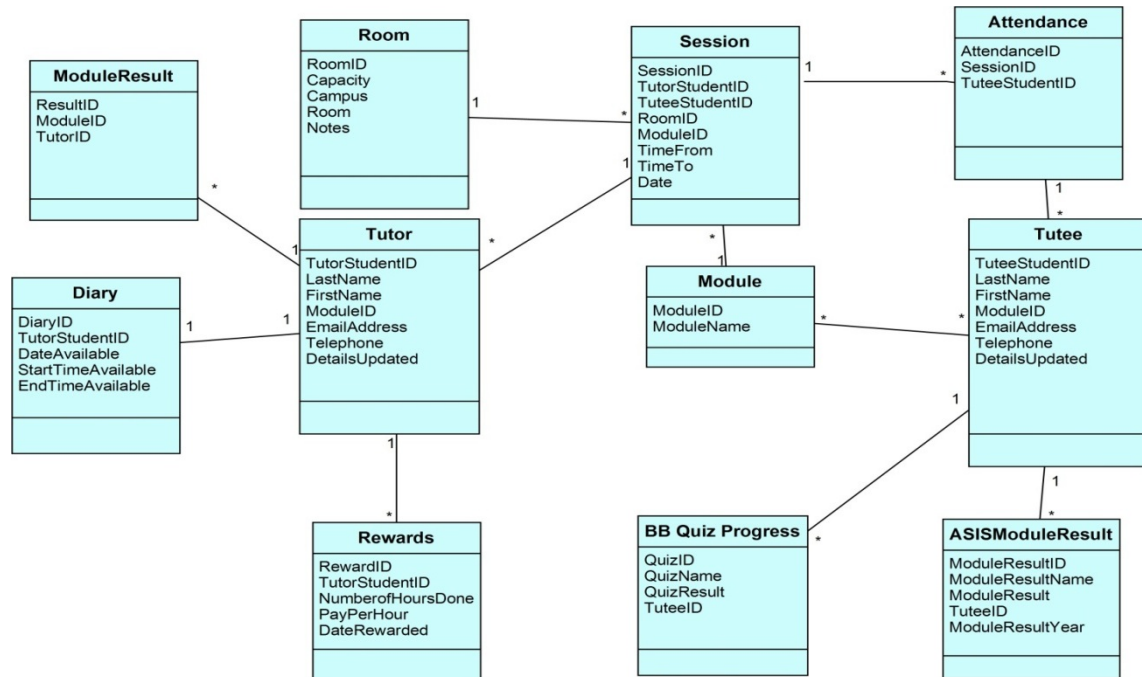 Room
RoomID
Capacity
Campus
Room
Notes
Session
SessionID
TutorStudentID
TuteeStudentID
RoomID
ModuleID
TimeFrom
TimeTo
Date
Attendance
AttendanceID
SessionID
TuteeStudentID
ModuleResult
ResultID
ModuleID
TutorID
1
*
1
*
1
*
*
1
1
*
*
1
Tutor
TutorStudentID
LastName
FirstName
ModuleID
EmailAddress
Telephone
DetailsUpdated
Module
ModuleID
ModuleName
Tutee
TuteeStudentID
LastName
FirstName
ModuleID
EmailAddress
Telephone
DetailsUpdated
Diary
DiaryID
TutorStudentID
DateAvailable
StartTimeAvailable
EndTimeAvailable
1
1
*
*
1
*
1
*
1
*
Rewards
RewardID
TutorStudentID
NumberofHoursDone
PayPerHour
DateRewarded
BB Quiz Progress
QuizID
QuizName
QuizResult
TuteeID
ASISModuleResult
ModuleResultID
ModuleResultName
ModuleResult
TuteeID
ModuleResultYear